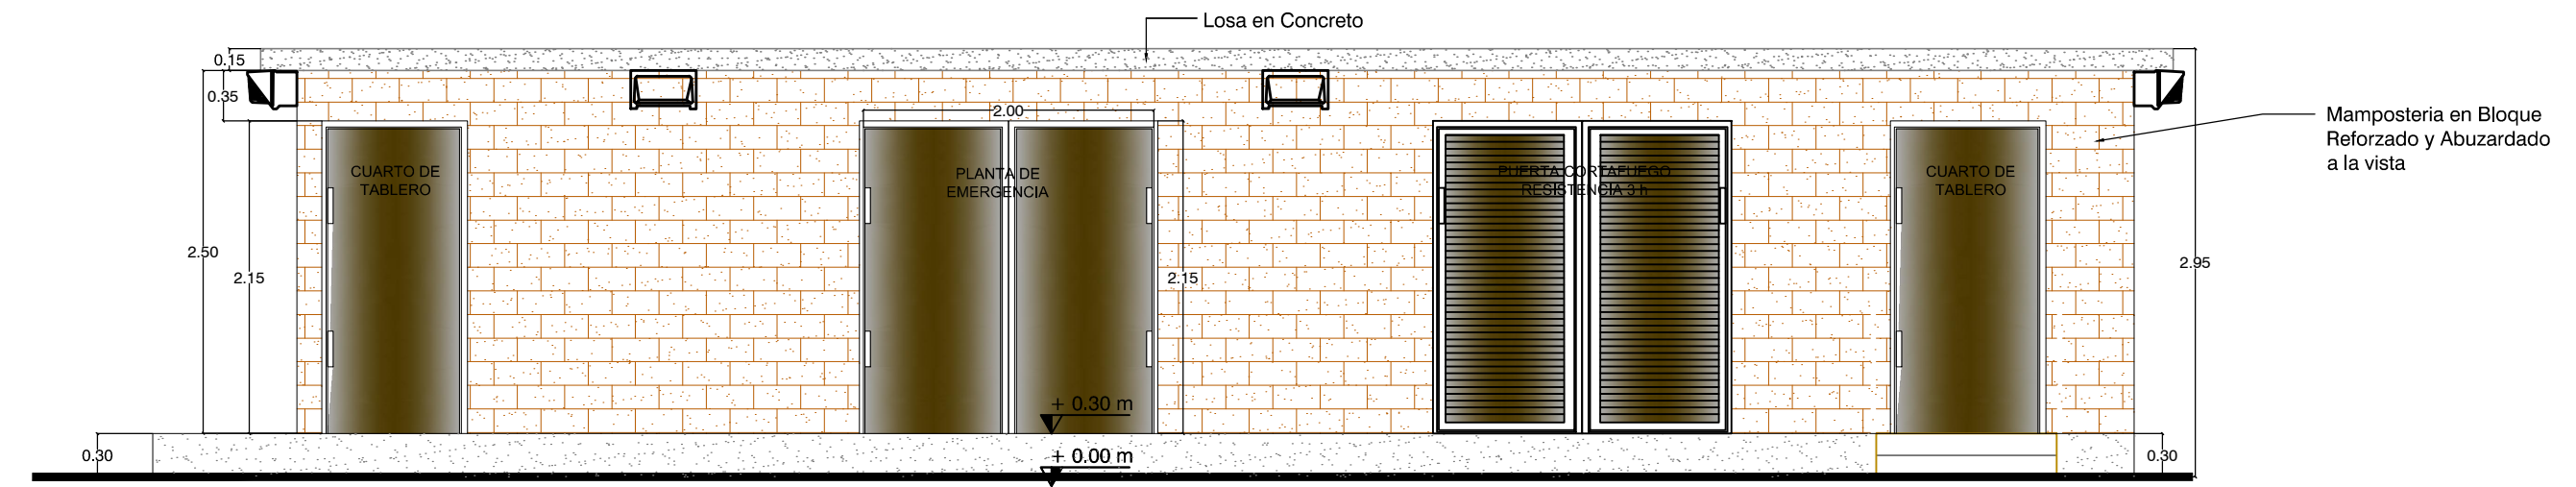 Losa en Concreto
0.15
0.35
2.00
Mamposteria en Bloque
Reforzado y Abuzardado
a la vista
CUARTO DE
TABLERO
PLANTA DE
EMERGENCIA
PUERTA CORTAFUEGO
RESISTENCIA 3 h
CUARTO DE
TABLERO
2.50
2.15
2.15
2.95
+ 0.30 m
0.30
+ 0.00 m
0.30